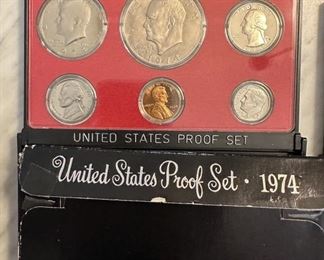 UNITED STATES PROOF SET
United States Proof Set · 1974